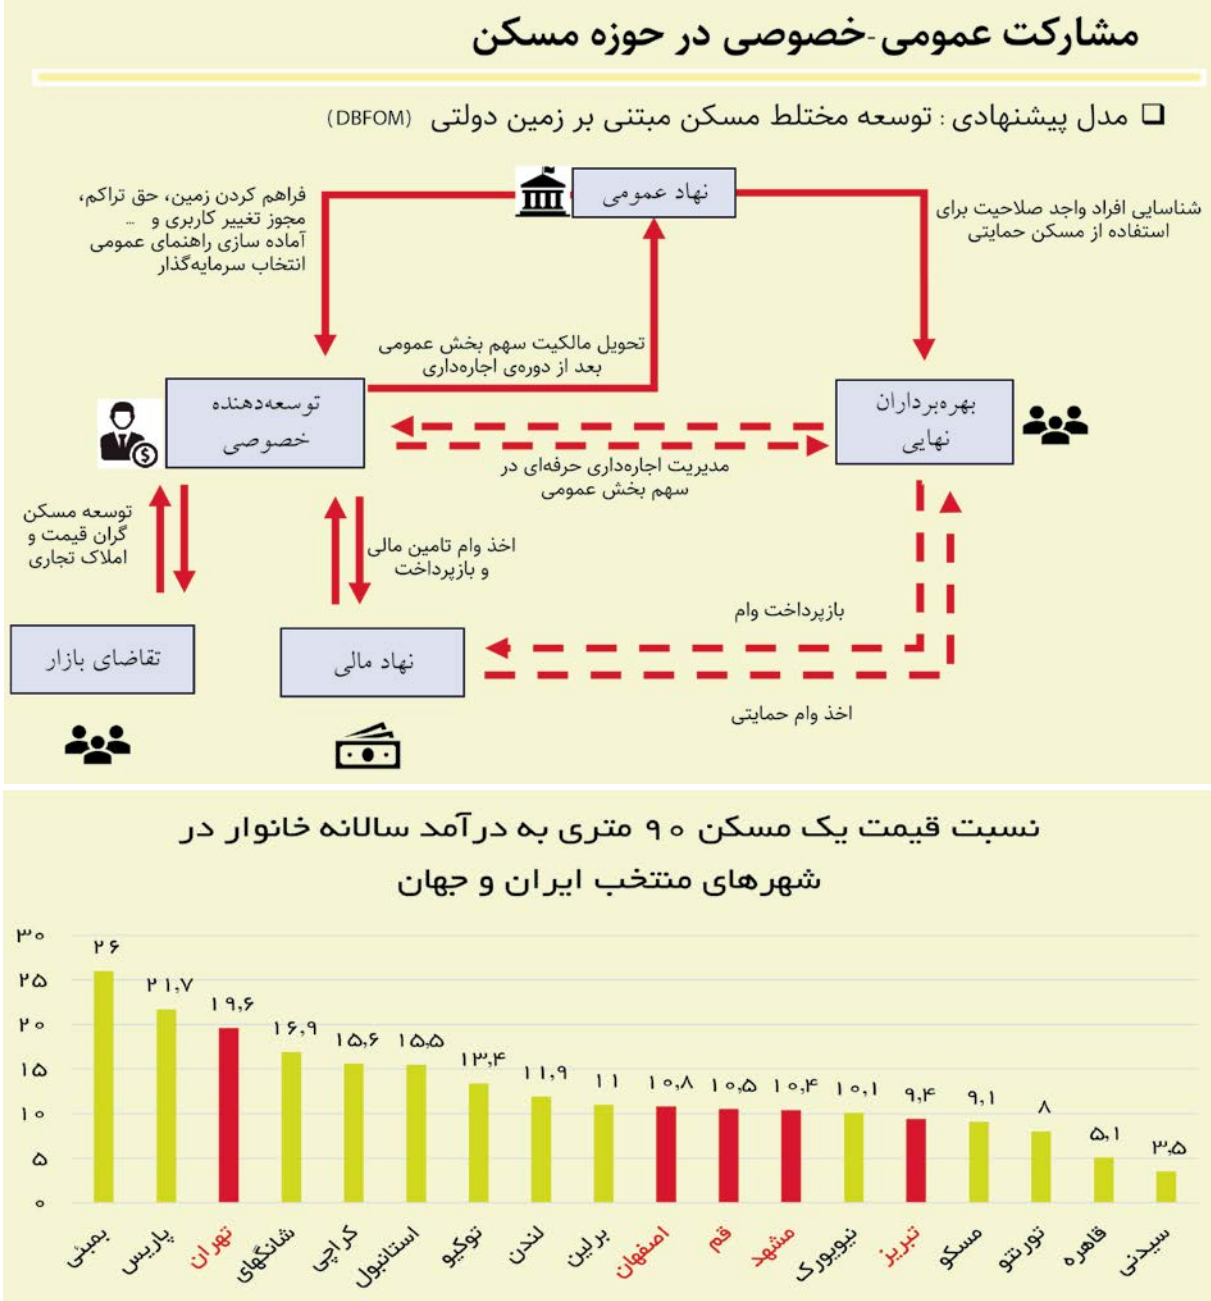 مشارکت عمومی-خصوصی در حوزه مسکن
مدل پیشنهادی : توسعه مختلط مسکن مبتنی بر زمین دولتی (DBFOM)
نهاد عمومی
فراهم کردن زمین، حق تراکم،
مجوز تغییر کاربری و ...
آماده سازی راهنمای عمومی
انتخاب سرمایه‌گذار
شناسایی افراد واجد صلاحیت برای
استفاده از مسکن حمایتی
تحویل مالکیت سهم بخش عمومی
بعد از دوره‌ی اجاره‌داری
توسعه‌دهنده
خصوصی
بهره‌برداران
نهایی
مدیریت اجاره‌داری حرفه‌ای در
سهم بخش عمومی
توسعه مسکن
گران قیمت و
املاک تجاری
اخذ وام تامین مالی
و بازپرداخت
بازپرداخت وام
تقاضای بازار
نهاد مالی
اخذ وام حمایتی
نسبت قیمت یک مسکن ۹۰ متری به درآمد سالانه خانوار در
شهرهای منتخب ایران و جهان
۳۰
۲۵
۲۰
۱۵
۱۰
۵
۰
۲۶
۲۱,۷
۱۹,۶
۱۶,۹
۱۵,۶
۱۵,۵
۱۳,۴
۱۱,۹
۱۱
۱۰,۸
۱۰,۵
۱۰,۴
۱۰,۱
۹,۴
۹,۱
۸
۵,۱
۳,۵
بمبئی
پاریس
تهران
شانگهای
کراچی
استانبول
توکیو
لندن
برلین
اصفهان
قم
مشهد
نیویورک
تبریز
مسکو
تورنتو
قاهره
سیدنی